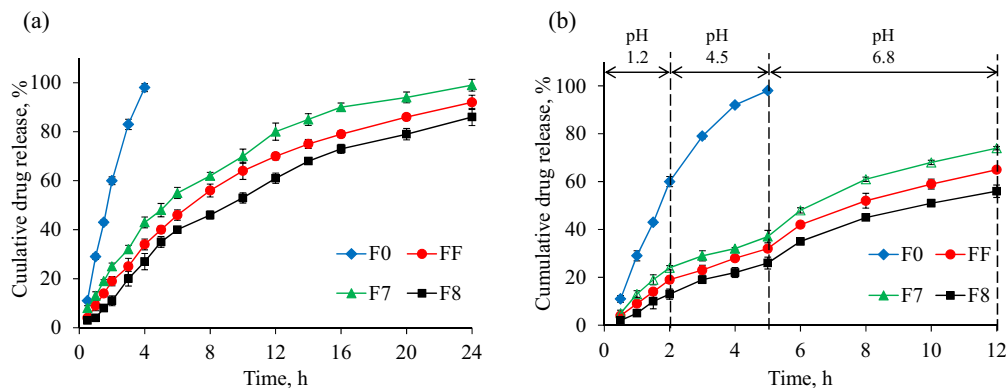 (a)
Cuulative drug release, %
100
80
60
40
20
0
0 4 8 12 16 20 24
Time, h
F0 FF
F7 F8
(b)
pH 1.2
pH 4.5
pH 6.8
Cumulative drug release, %
100
80
60
40
20
0
0 2 4 6 8 10 12
Time, h
F0 FF
F7 F8